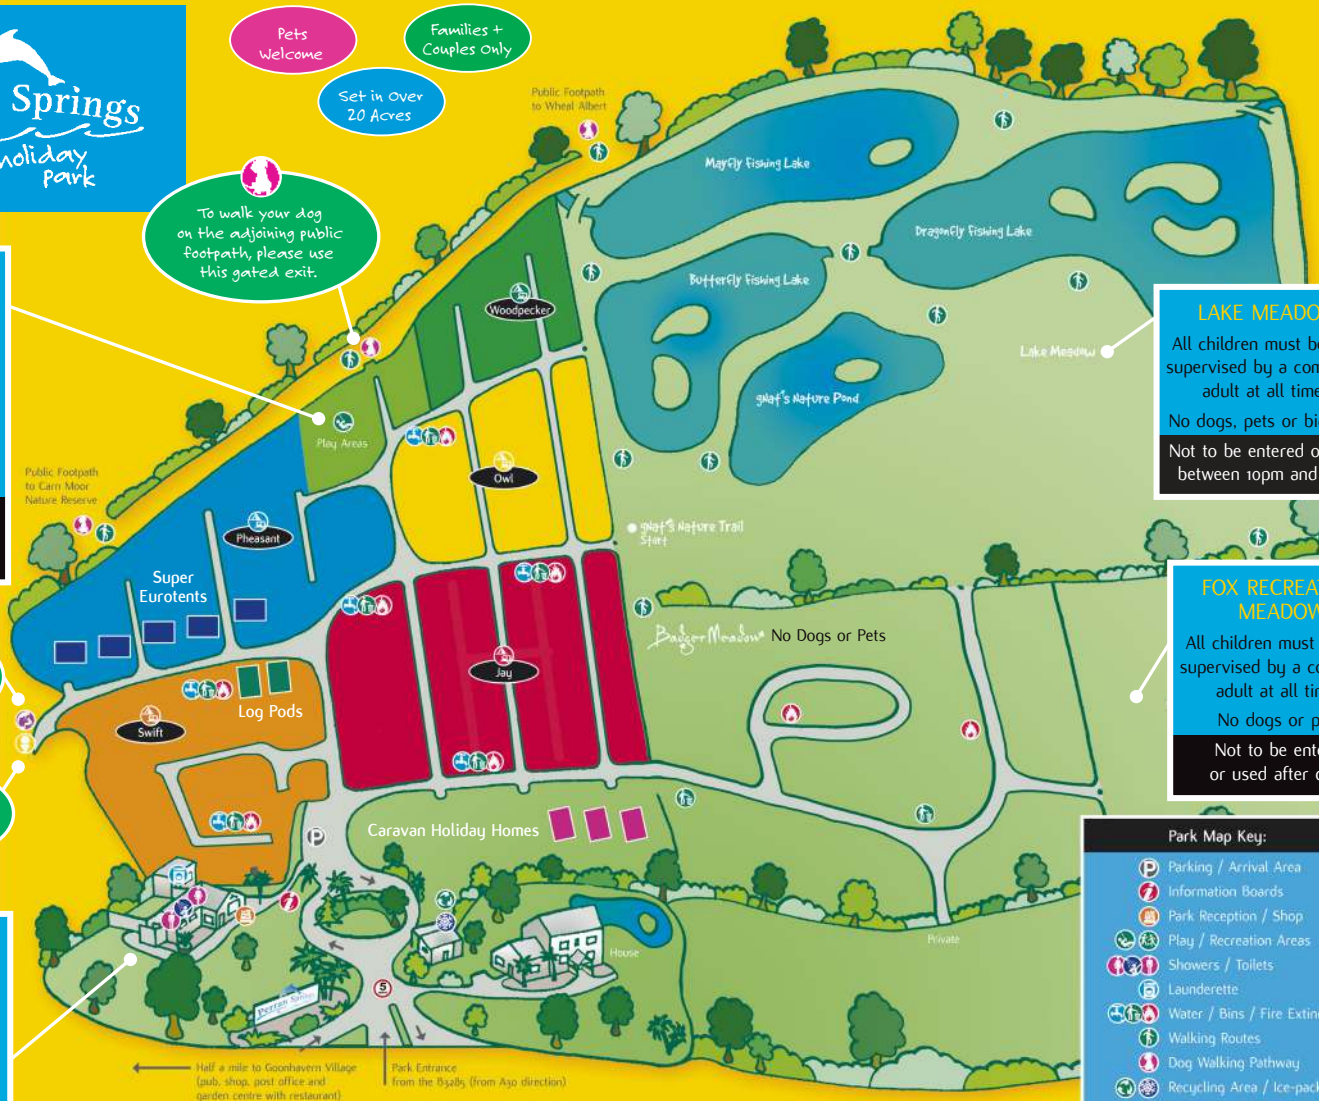 Springs
holiday
park
Pets
Welcome
Families +
Couples Only
Set in Over
20 Acres
Public Footpath
to Wheal Albert
To walk your dog
on the adjoining public
footpath, please use
this gated exit.
Mayfly Fishing Lake
Dragonfly Fishing Lake
Butterfly Fishing Lake
gnat's Nature Pond
Lake Meadow
Woodpecker
Play Areas
Owl
gnat's Nature Trail
Start
Public Footpath
to Carn Moor
Nature Reserve
Pheasant
Super
Eurotents
Badger Meadow No Dogs or Pets
Jay
Log Pods
Swift
Caravan Holiday Homes
P
House
Private
5
Perran Springs
Half a mile to Goonhavern Village
(pub, shop, post office and
garden centre with restaurant)
Park Entrance
from the B3285 (from A30 direction)
LAKE MEADO
All children must be
supervised by a com
adult at all time
No dogs, pets or bi
Not to be entered o
between 10pm and
FOX RECREA
MEADOW
All children must
supervised by a co
adult at all ti
No dogs or p
Not to be ente
or used after
Park Map Key:
P Parking / Arrival Area
i Information Boards
Park Reception / Shop
Play / Recreation Areas
Showers / Toilets
Launderette
Water / Bins / Fire Extin
Walking Routes
Dog Walking Pathway
Recycling Area / Ice-pack